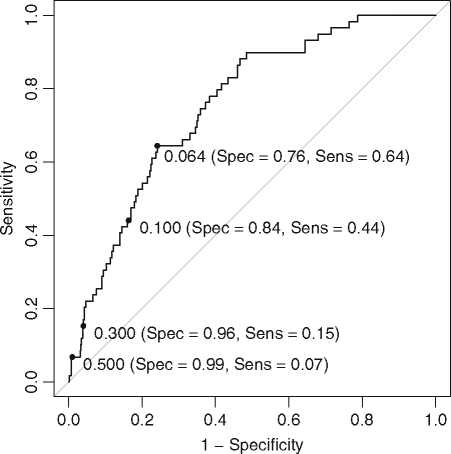 1.0
0.8
0.6
0.4
0.2
0.0
Sensitivity
0.064 (Spec = 0.76, Sens = 0.64)
0.100 (Spec = 0.84, Sens = 0.44)
0.300 (Spec = 0.96, Sens = 0.15)
0.500 (Spec = 0.99, Sens = 0.07)
0.0 0.2 0.4 0.6 0.8 1.0
1 − Specificity